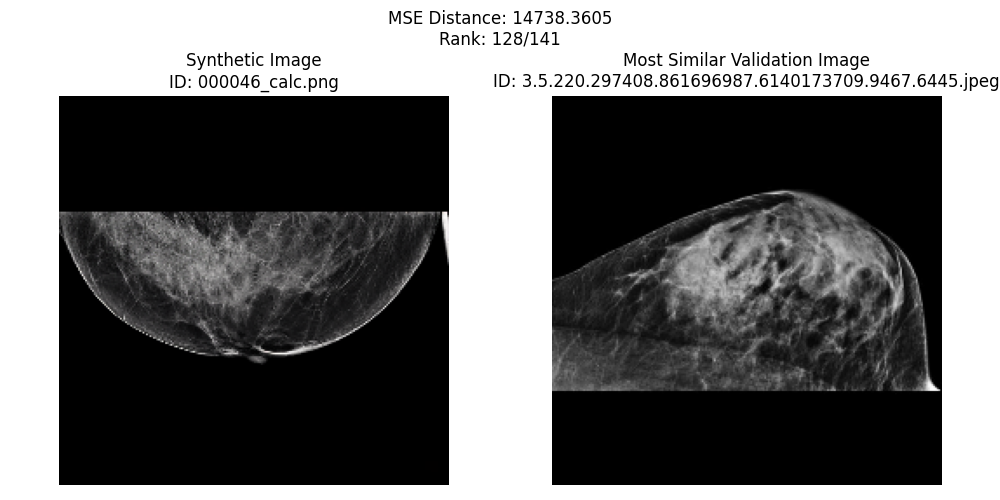 MSE Distance: 14738.3605
Rank: 128/141
Synthetic Image
ID: 000046_calc.png
Most Similar Validation Image
ID: 3.5.220.297408.861696987.6140173709.9467.6445.jpeg